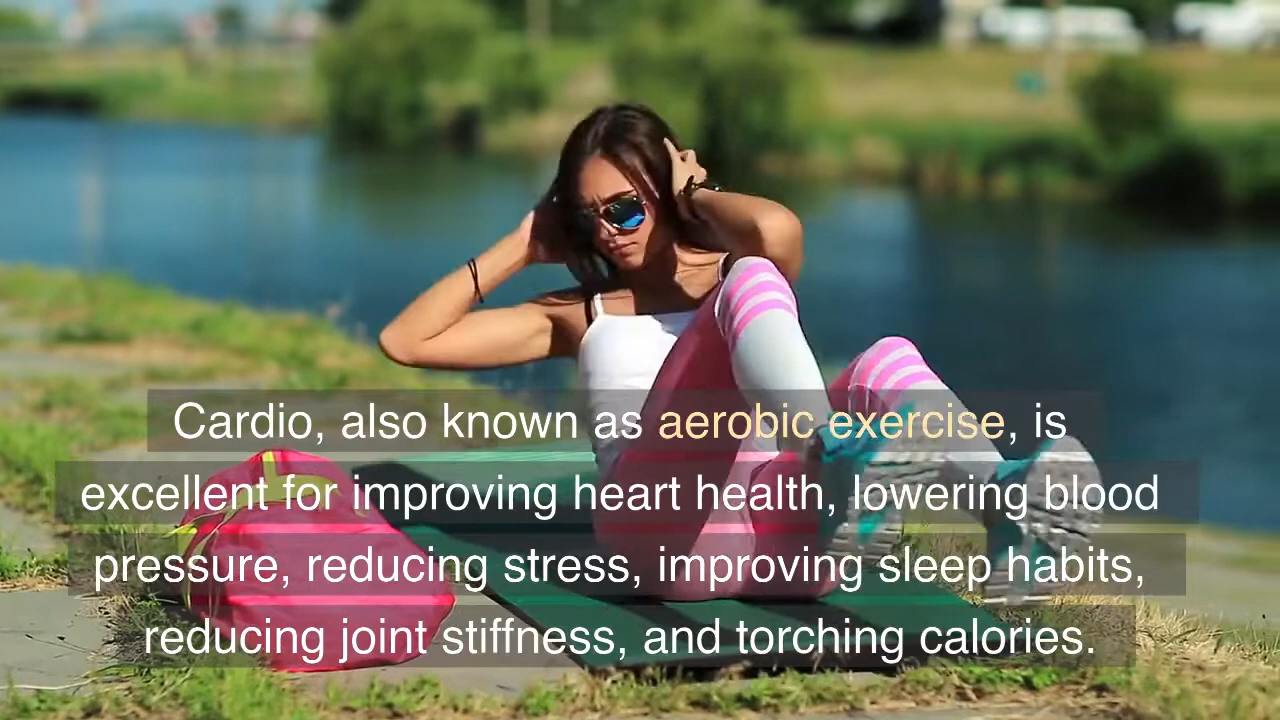 Cardio, also known as aerobic exercise, is
excellent for improving heart health, lowering blood
pressure, reducing stress, improving sleep habits,
reducing joint stiffness, and torching calories.